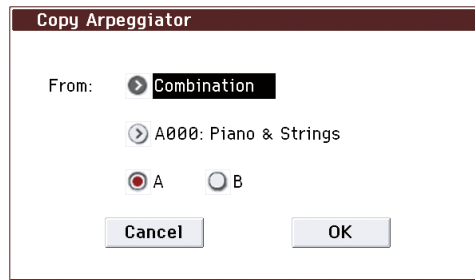 Copy Arpeggiator
From: Combination
A000: Piano & Strings
A B
Cancel OK